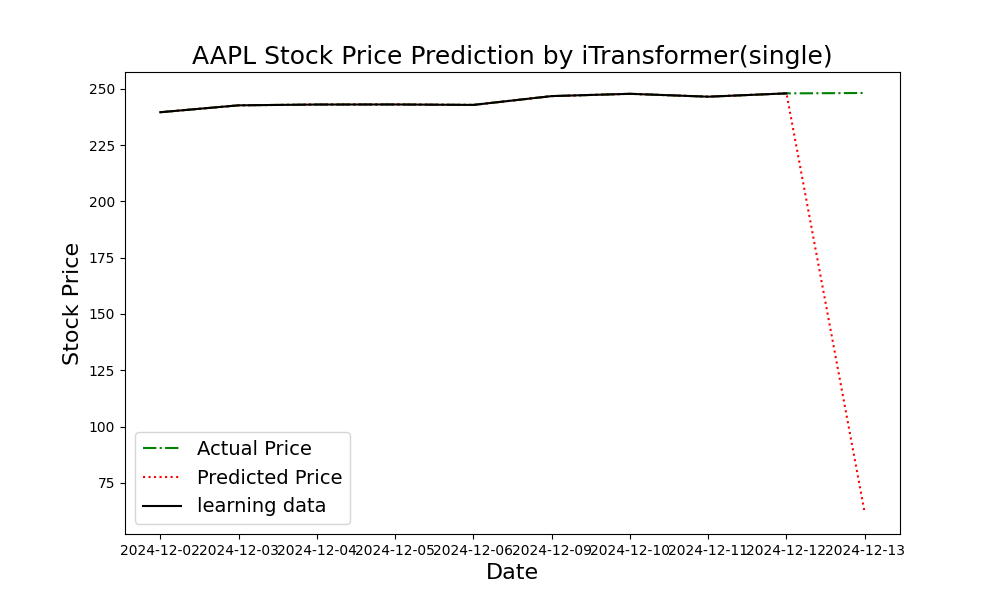 AAPL Stock Price Prediction by iTransformer(single)
250
225
200
175
150
125
100
75
Stock Price
Actual Price
Predicted Price
learning data
2024-12-02 2024-12-03 2024-12-04 2024-12-05 2024-12-06 2024-12-09 2024-12-10 2024-12-11 2024-12-12 2024-12-13
Date